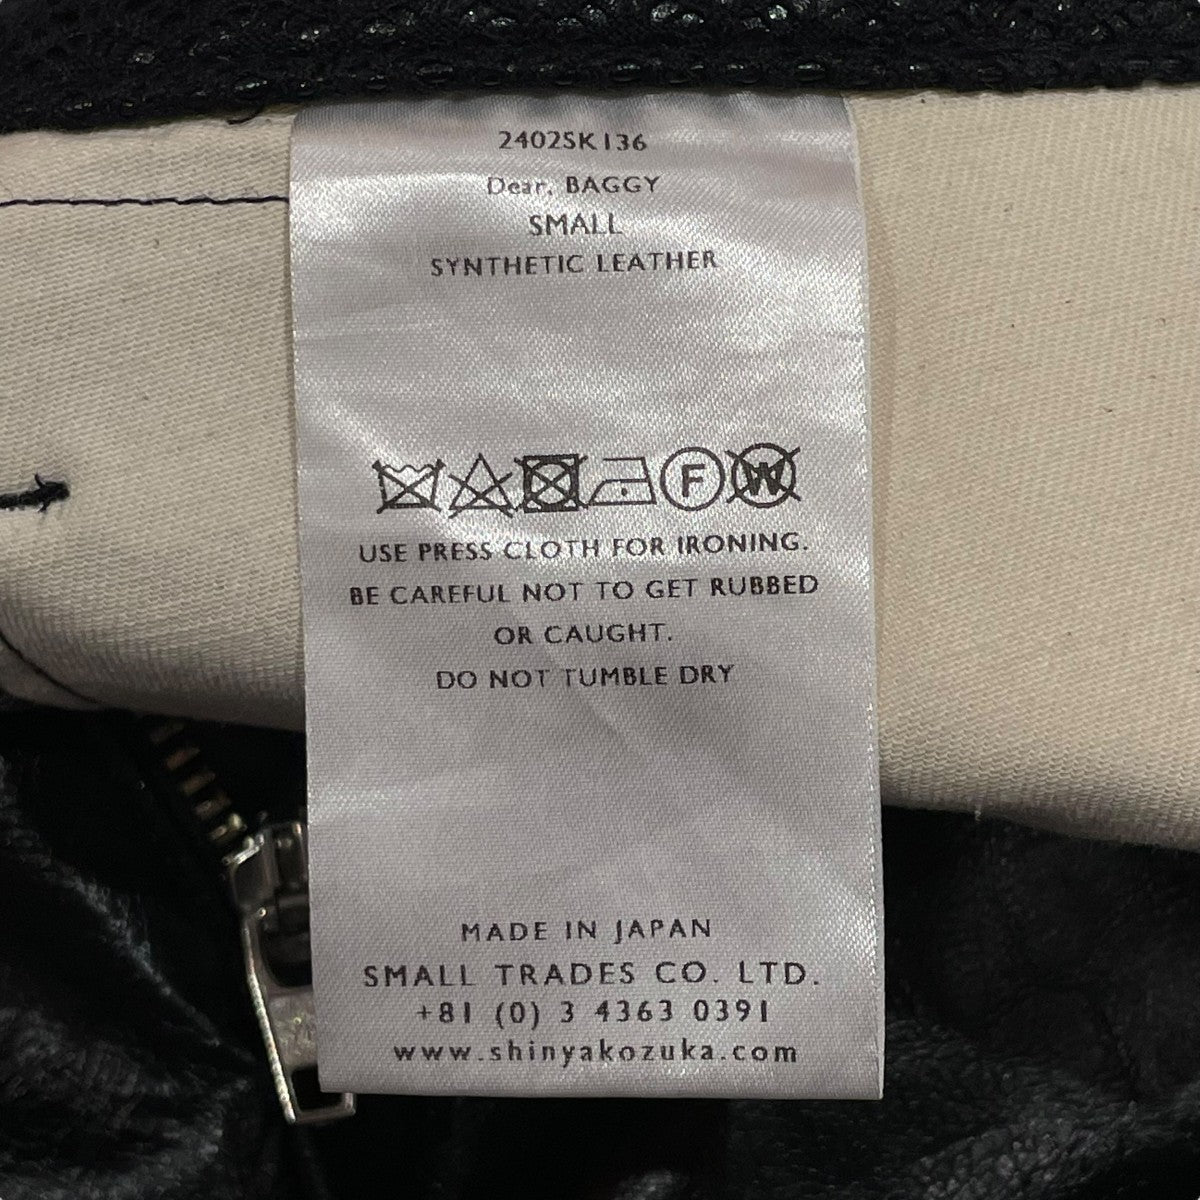 2402SK136
Dear, BAGGY
SMALL
SYNTHETIC LEATHER
F W
USE PRESS CLOTH FOR IRONING.
BE CAREFUL NOT TO GET RUBBED
OR CAUGHT.
DO NOT TUMBLE DRY
MADE IN JAPAN
SMALL TRADES CO. LTD.
+81 (0) 3 4363 0391
www.shinyakozuka.com